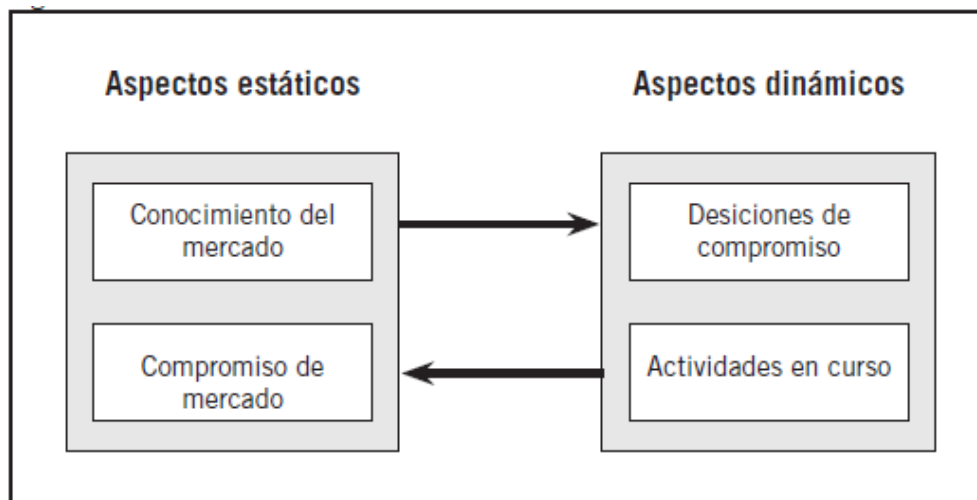 Aspectos estáticos
Aspectos dinámicos
Conocimiento del
mercado
Desiciones de
compromiso
Compromiso de
mercado
Actividades en curso